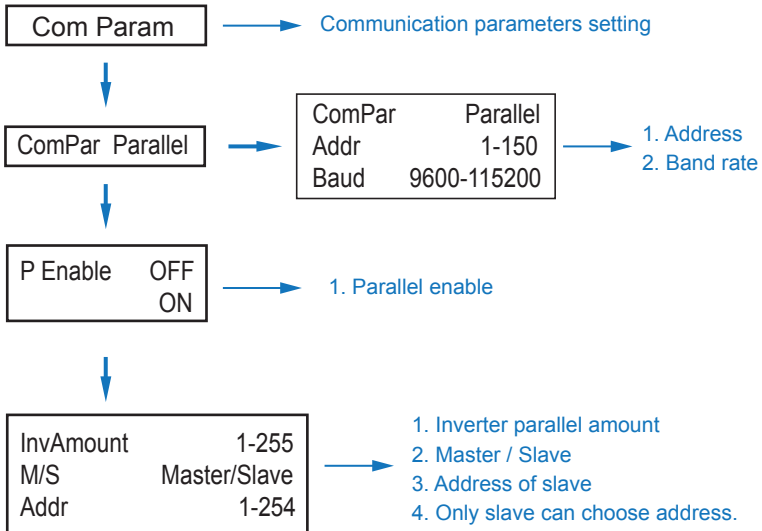 Com Param
Communication parameters setting
ComPar Parallel
ComPar Parallel
Addr 1-150
Baud 9600-115200
1. Address
2. Band rate
P Enable OFF
ON
1. Parallel enable
InvAmount 1-255
M/S Master/Slave
Addr 1-254
1. Inverter parallel amount
2. Master / Slave
3. Address of slave
4. Only slave can choose address.